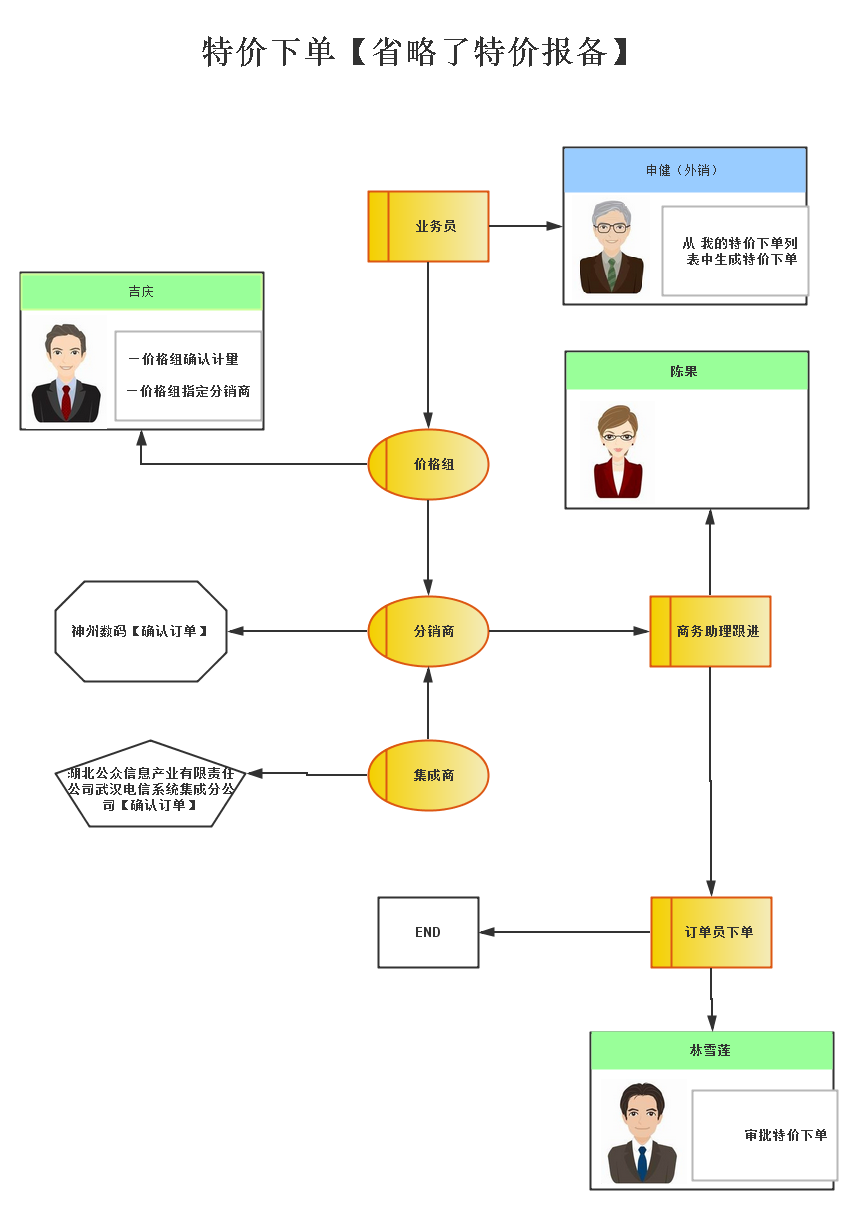 特价下单【省略了特价报备】
申健（外销）
业务员
从 我的特价下单列
表中生成特价下单
吉庆
一价格组确认计量
一价格组指定分销商
陈果
价格组
神州数码【确认订单】
分销商
商务助理跟进
湖北公众信息产业有限责任
公司武汉电信系统集成分公
司【确认订单】
集成商
END
订单员下单
林雪莲
审批特价下单